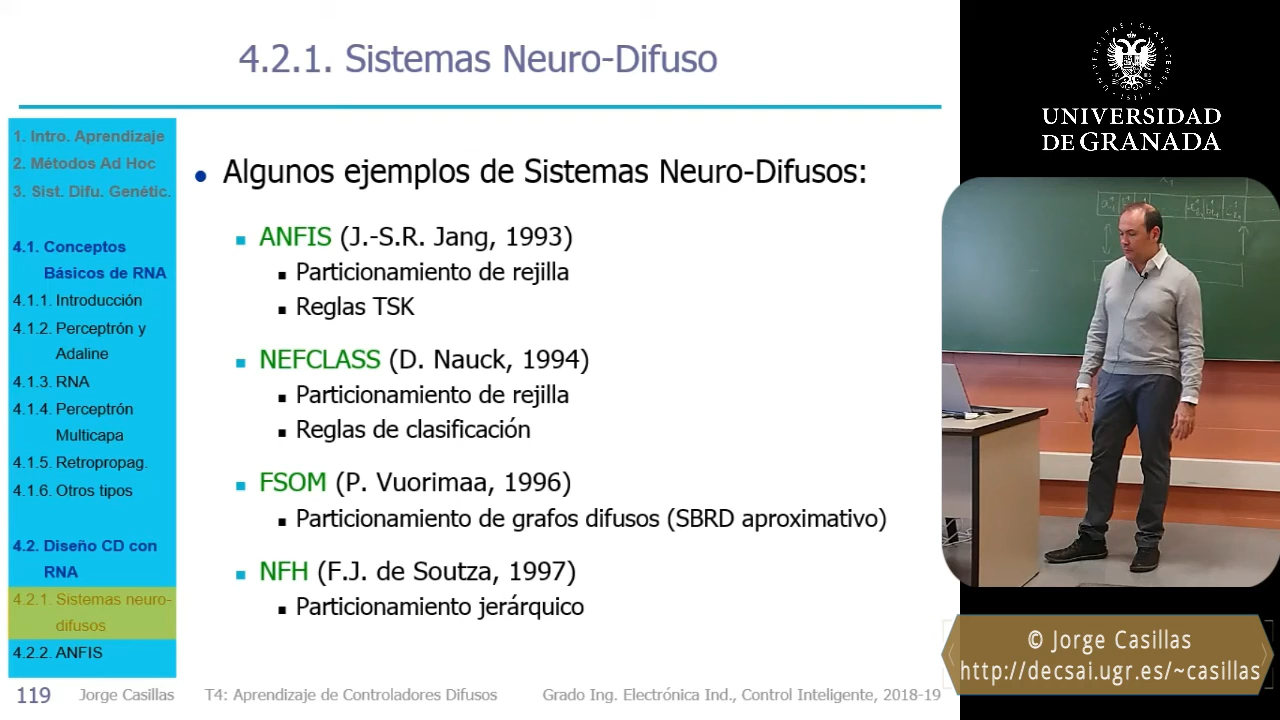 4.2.1. Sistemas Neuro-Difuso
1. Intro. Aprendizaje
2. Métodos Ad Hoc
3. Sist. Difu. Genétic.
4.1. Conceptos
Básicos de RNA
4.1.1. Introducción
4.1.2. Perceptrón y
Adaline
4.1.3. RNA
4.1.4. Perceptrón
Multicapa
4.1.5. Retropropag.
4.1.6. Otros tipos
4.2. Diseño CD con
RNA
4.2.1. Sistemas neuro-
difusos
4.2.2. ANFIS
• Algunos ejemplos de Sistemas Neuro-Difusos:
ANFIS (J.-S.R. Jang, 1993)
Particionamiento de rejilla
Reglas TSK
NEFCLASS (D. Nauck, 1994)
Particionamiento de rejilla
Reglas de clasificación
FSOM (P. Vuorimaa, 1996)
Particionamiento de grafos difusos (SBRD aproximativo)
NFH (F.J. de Soutza, 1997)
Particionamiento jerárquico
119 Jorge Casillas T4: Aprendizaje de Controladores Difusos Grado Ing. Electrónica Ind., Control Inteligente, 2018-19
UNIVERSIDAD
DE GRANADA
© Jorge Casillas
http://decsai.ugr.es/~casillas